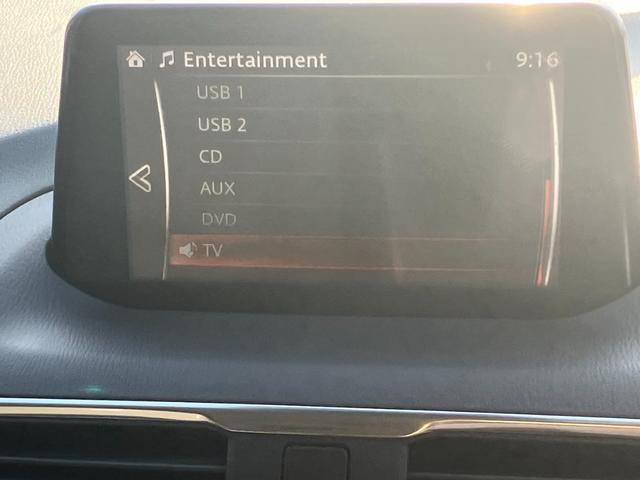 Entertainment 9:16
USB 1
USB 2
CD
AUX
DVD
TV